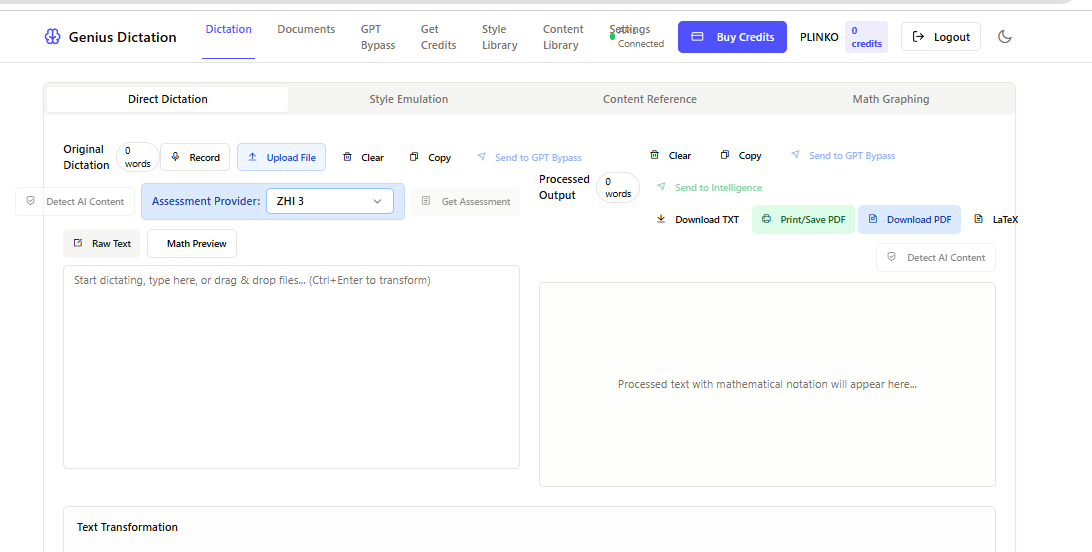 Genius Dictation
Dictation
Documents
GPT
Bypass
Get
Credits
Style
Library
Content
Library
Settings
Connected
Buy Credits
PLINKO
0
credits
Logout
Direct Dictation
Style Emulation
Content Reference
Math Graphing
Original
Dictation
0
words
Record
Upload File
Clear
Copy
Send to GPT Bypass
Detect AI Content
Assessment Provider:
ZHI 3
Get Assessment
Raw Text
Math Preview
Start dictating, type here, or drag & drop files... (Ctrl+Enter to transform)
Processed
Output
0
words
Clear
Copy
Send to GPT Bypass
Send to Intelligence
Download TXT
Print/Save PDF
Download PDF
LaTeX
Detect AI Content
Processed text with mathematical notation will appear here...
Text Transformation